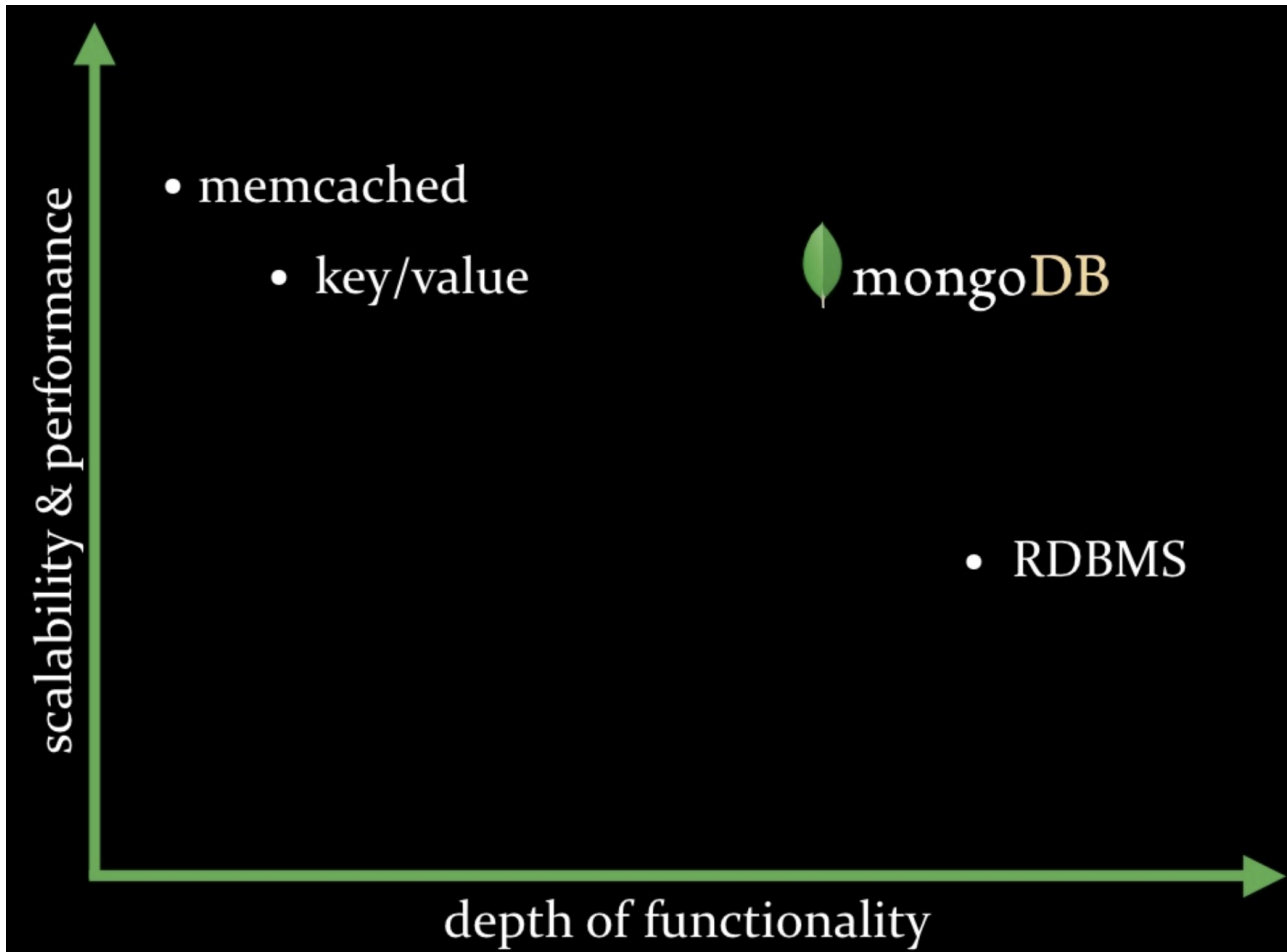 memcached
key/value
mongoDB
RDBMS
scalability & performance
depth of functionality